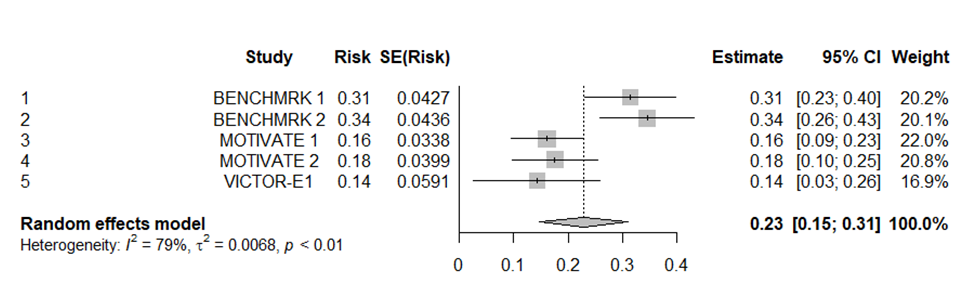 Study Risk SE(Risk) Estimate 95% CI Weight
1 BENCHMRK 1 0.31 0.0427 0.31 [0.23; 0.40] 20.2%
2 BENCHMRK 2 0.34 0.0436 0.34 [0.26; 0.43] 20.1%
3 MOTIVATE 1 0.16 0.0338 0.16 [0.09; 0.23] 22.0%
4 MOTIVATE 2 0.18 0.0399 0.18 [0.10; 0.25] 20.8%
5 VICTOR-E1 0.14 0.0591 0.14 [0.03; 0.26] 16.9%
Random effects model 0.23 [0.15; 0.31] 100.0%
Heterogeneity: I² = 79%, τ² = 0.0068, p < 0.01
0 0.1 0.2 0.3 0.4